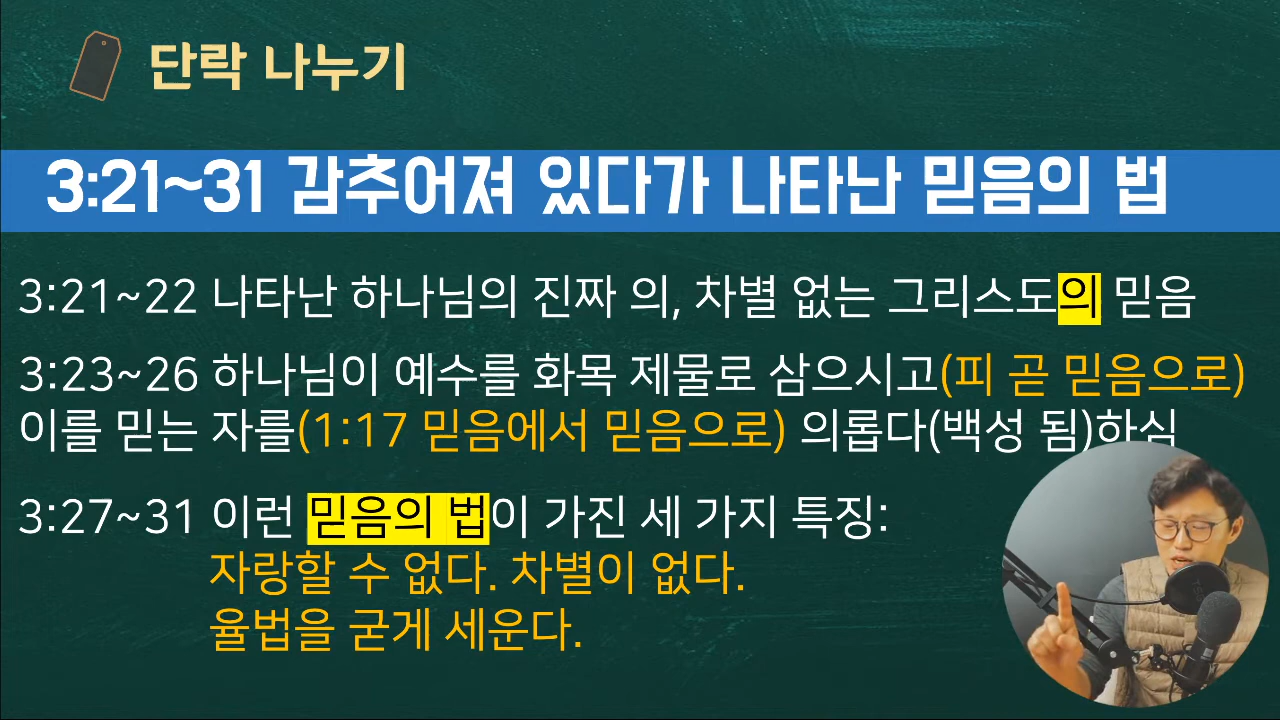 단락 나누기
3:21~31 감추어져 있다가 나타난 믿음의 법
3:21~22 나타난 하나님의 진짜 의, 차별 없는 그리스도의 믿음
3:23~26 하나님이 예수를 화목 제물로 삼으시고(피 곧 믿음으로)
이를 믿는 자를(1:17 믿음에서 믿음으로) 의롭다(백성 됨)하심
3:27~31 이런 믿음의 법이 가진 세 가지 특징:
자랑할 수 없다. 차별이 없다.
율법을 굳게 세운다.